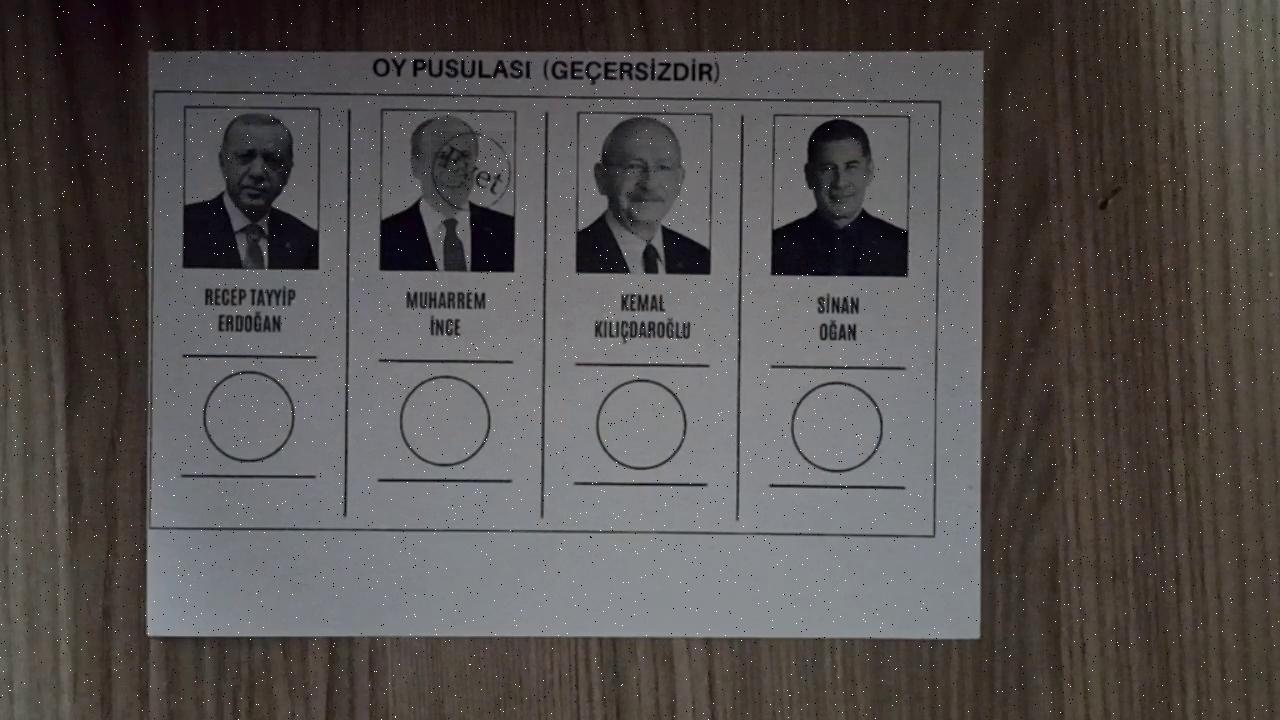 OY PUSULASI (GEÇERSİZDİR)
RECEP TAYYİP
ERDOĞAN
MUHARREM
İNCE
KEMAL
KILIÇDAROĞLU
SİNAN
OĞAN